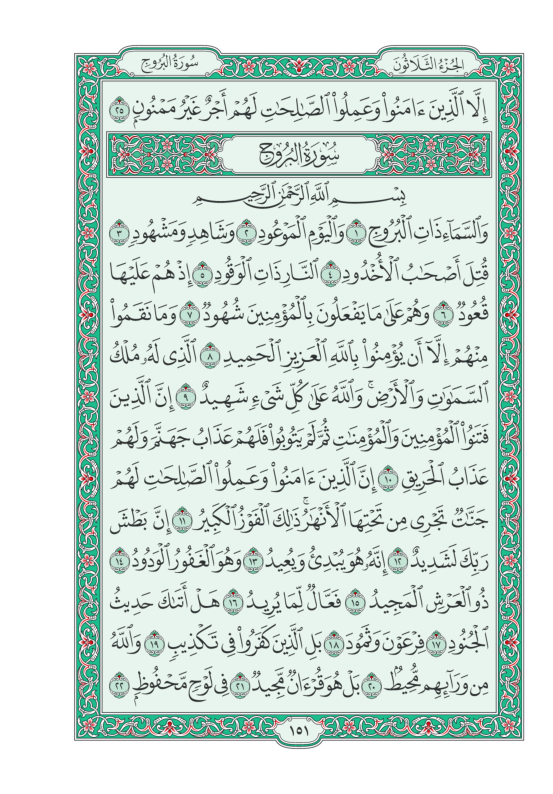 الجُزْءُ الثَّلَاثُونَ
سُورَةُ البُرُوجِ
إِلَّا ٱلَّذِينَ ءَامَنُوا۟ وَعَمِلُوا۟ ٱلصَّـٰلِحَـٰتِ لَهُمْ أَجْرٌ غَيْرُ مَمْنُونٍۭ ٢٥
سُورَةُ البُرُوجِ
بِسْمِ ٱللَّهِ ٱلرَّحْمَـٰنِ ٱلرَّحِيمِ
وَٱلسَّمَآءِ ذَاتِ ٱلْبُرُوجِ ١ وَٱلْيَوْمِ ٱلْمَوْعُودِ ٢ وَشَاهِدٍ وَمَشْهُودٍ ٣
قُتِلَ أَصْحَـٰبُ ٱلْأُخْدُودِ ٤ ٱلنَّارِ ذَاتِ ٱلْوَقُودِ ٥ إِذْ هُمْ عَلَيْهَا
قُعُودٌ ٦ وَهُمْ عَلَىٰ مَا يَفْعَلُونَ بِٱلْمُؤْمِنِينَ شُهُودٌ ٧ وَمَا نَقَمُوا۟
مِنْهُمْ إِلَّآ أَن يُؤْمِنُوا۟ بِٱللَّهِ ٱلْعَزِيزِ ٱلْحَمِيدِ ٨ ٱلَّذِى لَهُۥ مُلْكُ
ٱلسَّمَـٰوَٰتِ وَٱلْأَرْضِ ۚ وَٱللَّهُ عَلَىٰ كُلِّ شَىْءٍ شَهِيدٌ ٩ إِنَّ ٱلَّذِينَ
فَتَنُوا۟ ٱلْمُؤْمِنِينَ وَٱلْمُؤْمِنَـٰتِ ثُمَّ لَمْ يَتُوبُوا۟ فَلَهُمْ عَذَابُ جَهَنَّمَ وَلَهُمْ
عَذَابُ ٱلْحَرِيقِ ١٠ إِنَّ ٱلَّذِينَ ءَامَنُوا۟ وَعَمِلُوا۟ ٱلصَّـٰلِحَـٰتِ لَهُمْ
جَنَّـٰتٌ تَجْرِى مِن تَحْتِهَا ٱلْأَنْهَـٰرُ ۚ ذَٰلِكَ ٱلْفَوْزُ ٱلْكَبِيرُ ١١ إِنَّ بَطْشَ
رَبِّكَ لَشَدِيدٌ ١٢ إِنَّهُۥ هُوَ يُبْدِئُ وَيُعِيدُ ١٣ وَهُوَ ٱلْغَفُورُ ٱلْوَدُودُ ١٤
ذُو ٱلْعَرْشِ ٱلْمَجِيدُ ١٥ فَعَّالٌ لِّمَا يُرِيدُ ١٦ هَلْ أَتَىٰكَ حَدِيثُ
ٱلْجُنُودِ ١٧ فِرْعَوْنَ وَثَمُودَ ١٨ بَلِ ٱلَّذِينَ كَفَرُوا۟ فِى تَكْذِيبٍ ١٩ وَٱللَّهُ
مِن وَرَآئِهِم مُّحِيطٌۢ ٢٠ بَلْ هُوَ قُرْءَانٌ مَّجِيدٌ ٢١ فِى لَوْحٍ مَّحْفُوظٍۭ ٢٢
١٥١